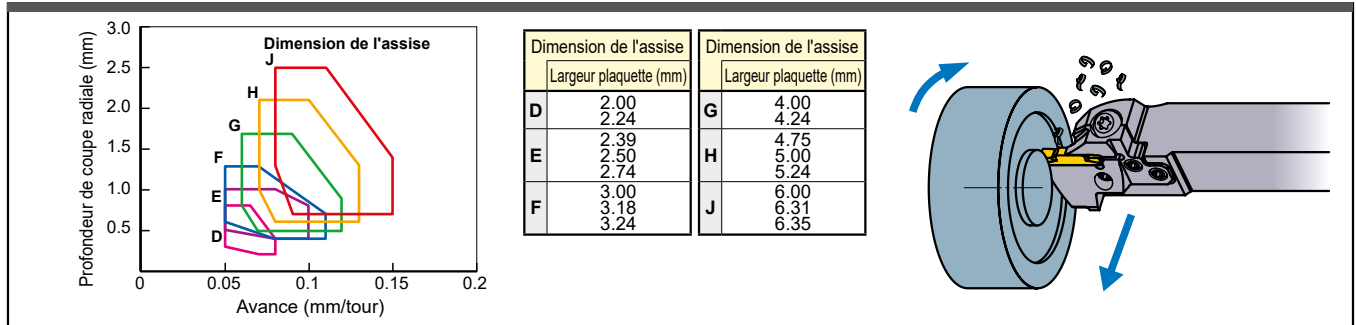 Profondeur de coupe radiale (mm)
3.0
2.5
2.0
1.5
1.0
0.5
0
0.05
0.1
0.15
0.2
Avance (mm/tour)
Dimension de l'assise
J
H
G
F
E
D
Dimension de l'assise
Largeur plaquette (mm)
D
2.00
2.24
E
2.39
2.50
2.74
F
3.00
3.18
3.24
Dimension de l'assise
Largeur plaquette (mm)
G
4.00
4.24
H
4.75
5.00
5.24
J
6.00
6.31
6.35